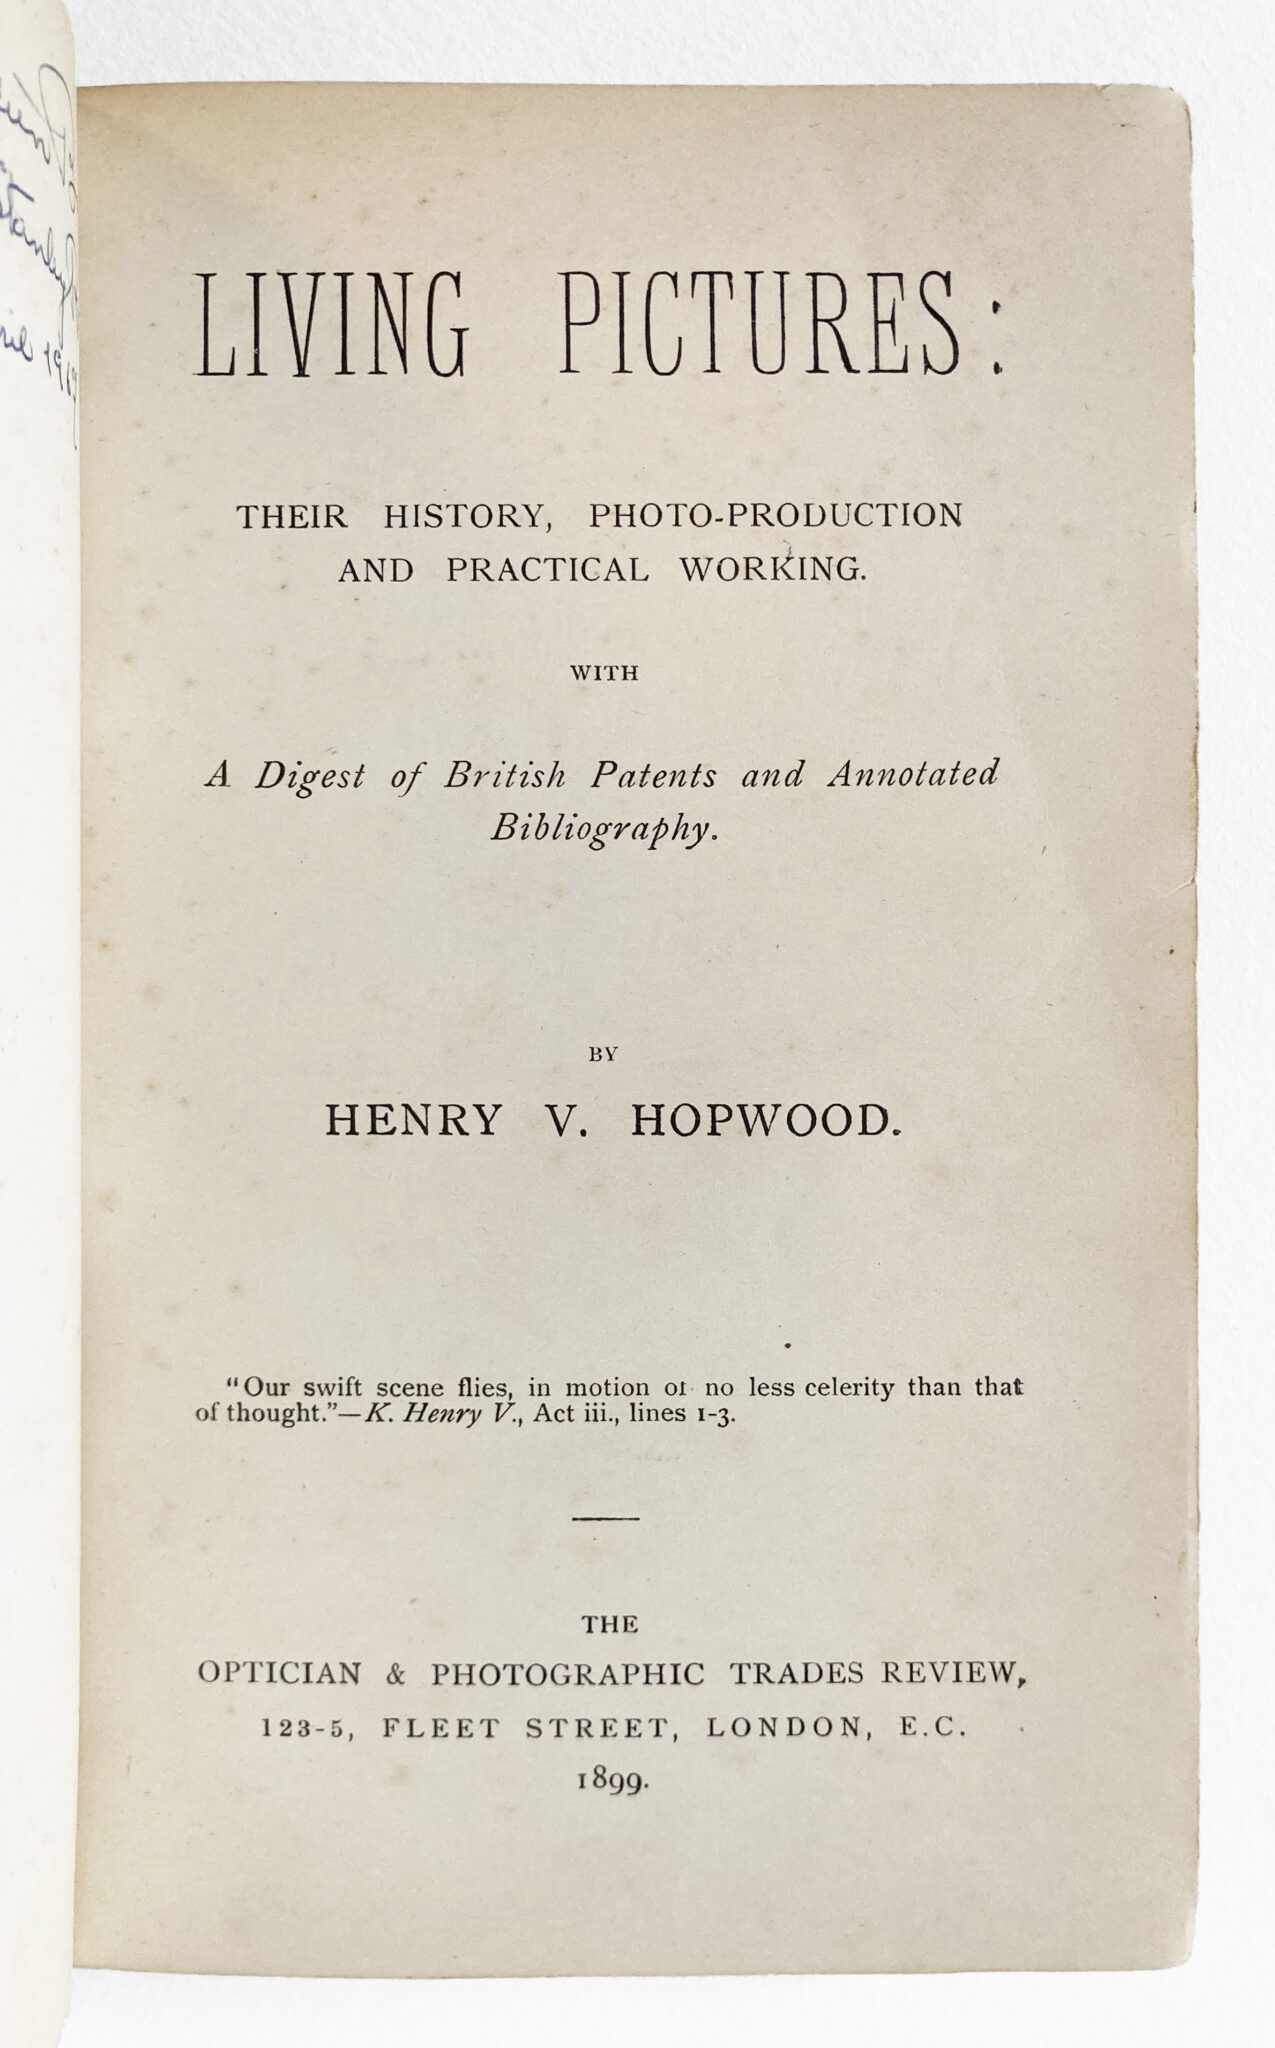 LIVING PICTURES:
THEIR HISTORY, PHOTO-PRODUCTION
AND PRACTICAL WORKING.
WITH
A Digest of British Patents and Annotated
Bibliography.
BY
HENRY V. HOPWOOD.
"Our swift scene flies, in motion of no less celerity than that
of thought."—K. Henry V., Act iii., lines 1-3.
THE
OPTICIAN & PHOTOGRAPHIC TRADES REVIEW,
123-5, FLEET STREET, LONDON, E.C.
1899.